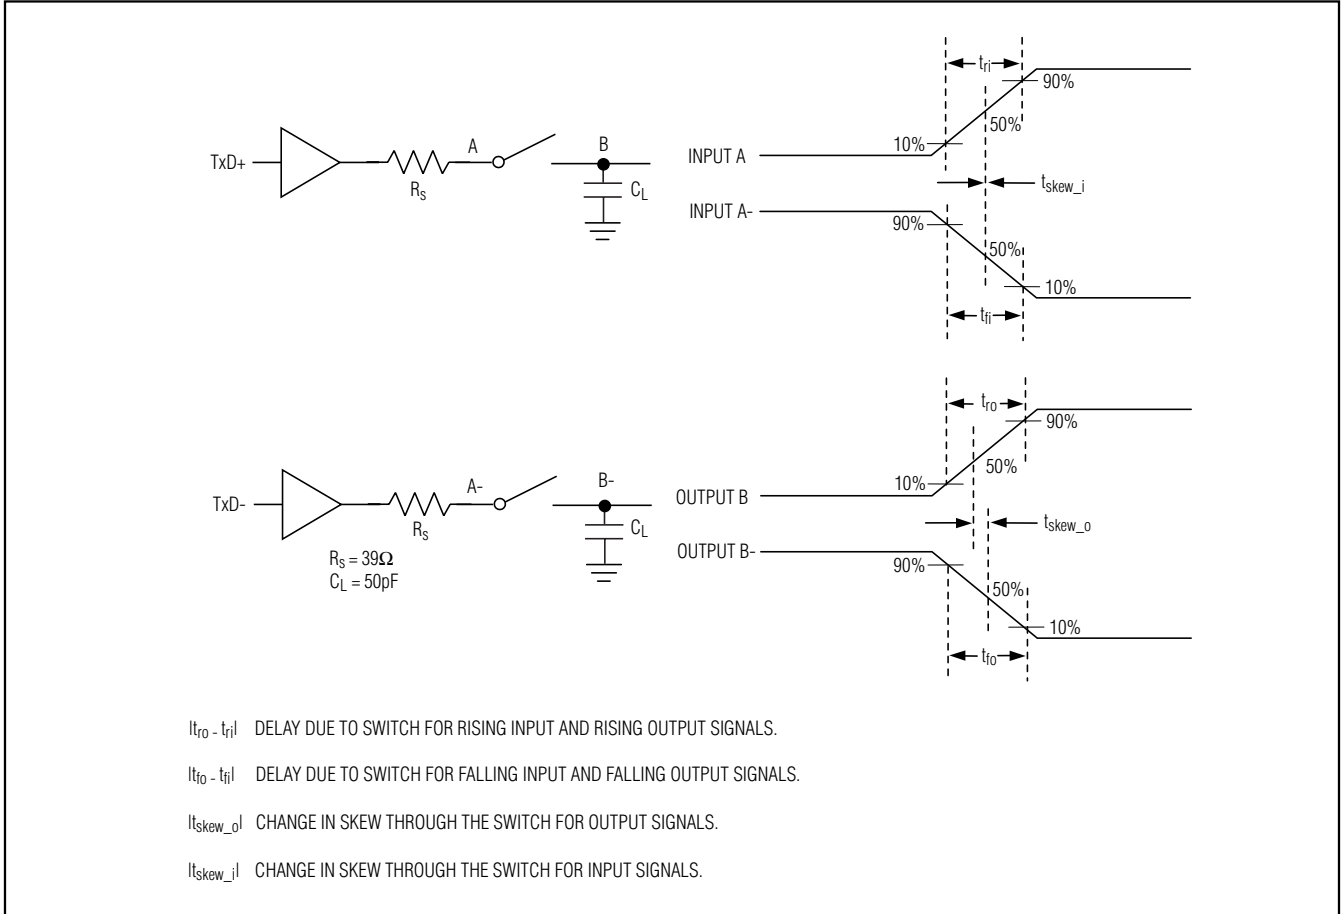 TxD+
A
B
R_S
C_L
INPUT A
10%
t_ri
90%
50%
t_skew_i
INPUT A-
90%
50%
10%
t_fi
TxD-
A-
B-
R_S
C_L
R_S = 39Ω
C_L = 50pF
OUTPUT B
10%
t_ro
90%
50%
t_skew_o
OUTPUT B-
90%
50%
10%
t_fo
|t_ro - t_ri| DELAY DUE TO SWITCH FOR RISING INPUT AND RISING OUTPUT SIGNALS.
|t_fo - t_fi| DELAY DUE TO SWITCH FOR FALLING INPUT AND FALLING OUTPUT SIGNALS.
|t_skew_o| CHANGE IN SKEW THROUGH THE SWITCH FOR OUTPUT SIGNALS.
|t_skew_i| CHANGE IN SKEW THROUGH THE SWITCH FOR INPUT SIGNALS.